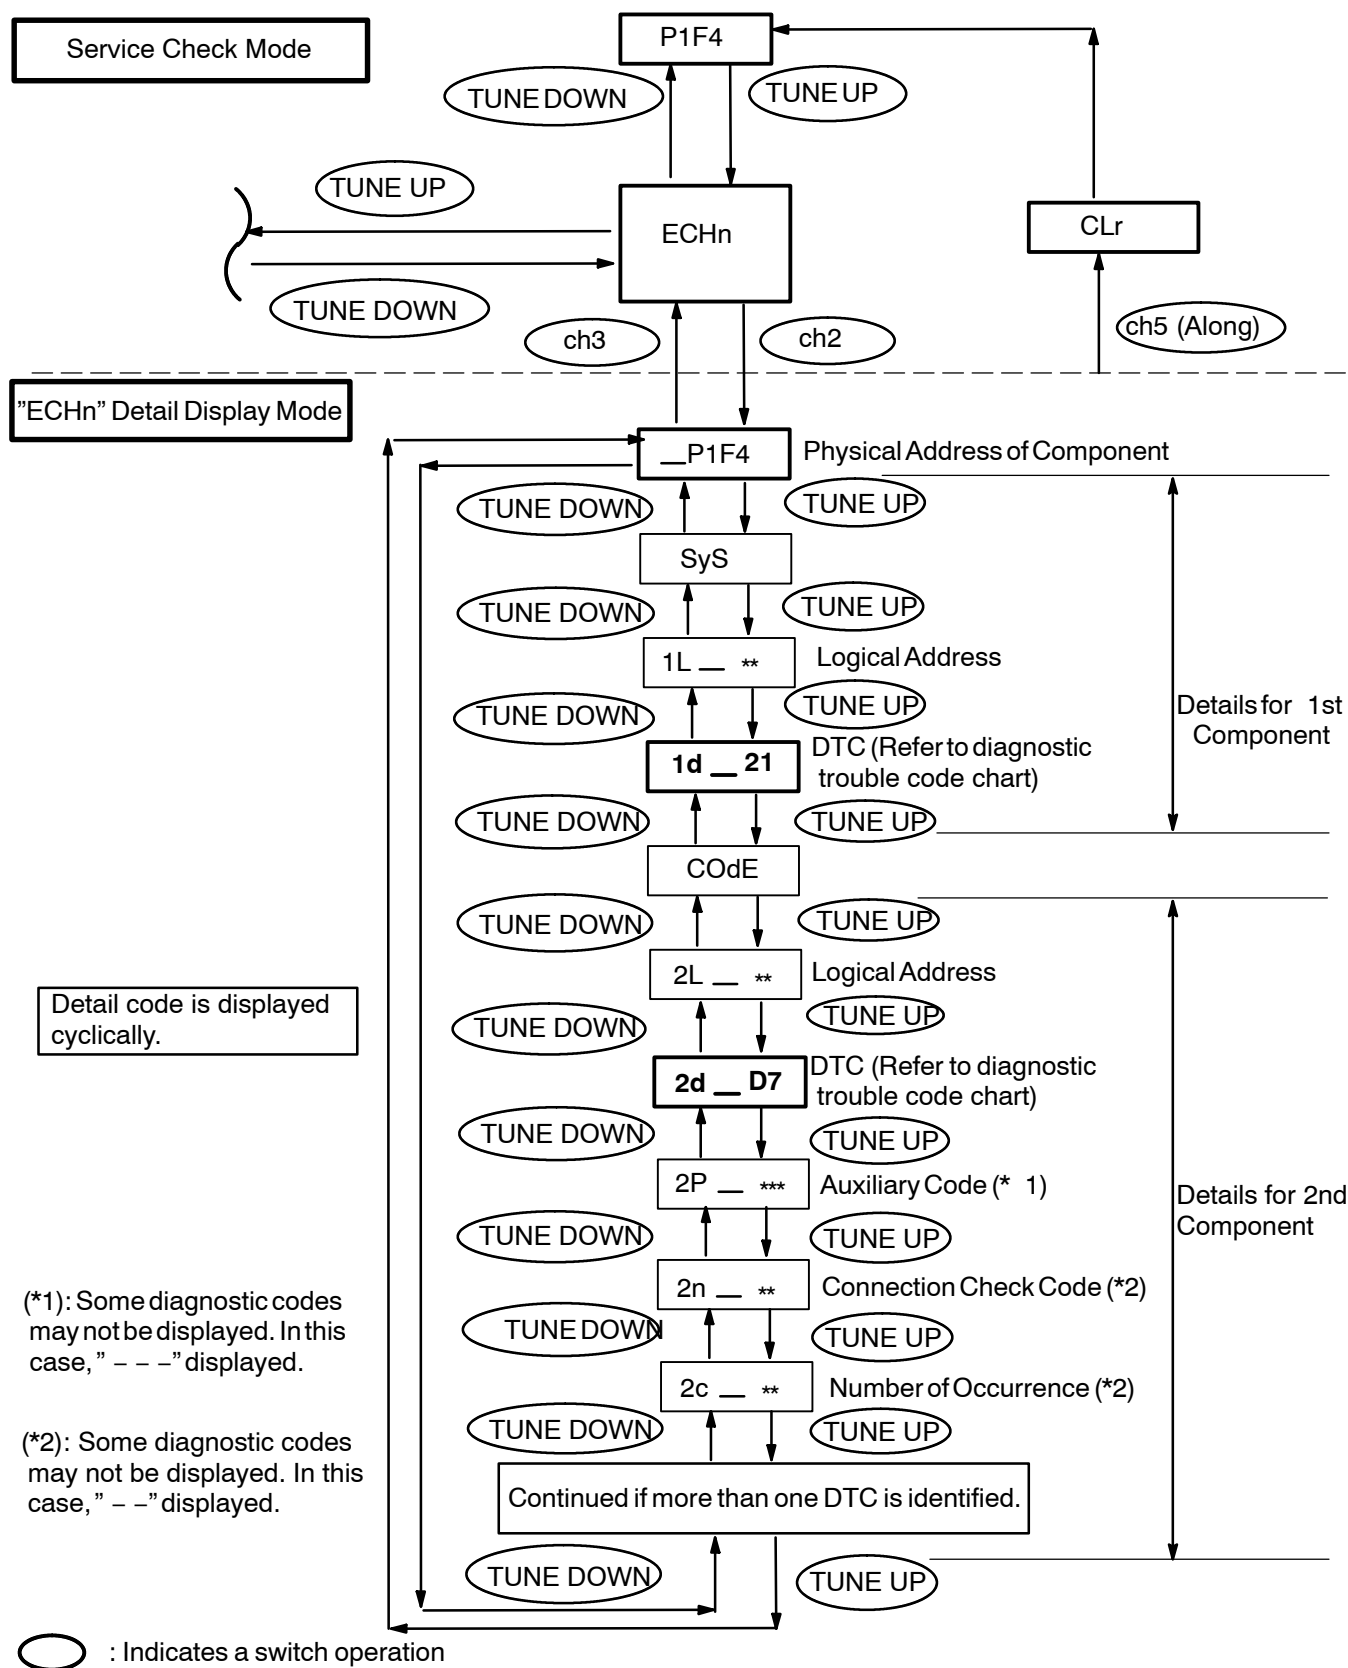 Service Check Mode
P1F4
TUNE DOWN
TUNE UP
TUNE UP
ECHn
CLr
TUNE DOWN
ch3
ch2
ch5 (Along)
”ECHn” Detail Display Mode
__P1F4
Physical Address of Component
TUNE DOWN
TUNE UP
SyS
TUNE DOWN
TUNE UP
1L __ **
Logical Address
TUNE DOWN
TUNE UP
Details for 1st
Component
1d __ 21
DTC (Refer to diagnostic
trouble code chart)
TUNE DOWN
TUNE UP
COdE
TUNE DOWN
TUNE UP
2L __ **
Logical Address
Detail code is displayed
cyclically.
TUNE DOWN
TUNE UP
2d __ D7
DTC (Refer to diagnostic
trouble code chart)
TUNE DOWN
TUNE UP
2P __ ***
Auxiliary Code (* 1)
Details for 2nd
Component
TUNE DOWN
TUNE UP
2n __ **
Connection Check Code (*2)
(*1): Some diagnostic codes
may not be displayed. In this
case, ” – – –” displayed.
TUNE DOWN
TUNE UP
2c __ **
Number of Occurrence (*2)
TUNE DOWN
TUNE UP
(*2): Some diagnostic codes
may not be displayed. In this
case, ” – –” displayed.
Continued if more than one DTC is identified.
TUNE DOWN
TUNE UP
: Indicates a switch operation